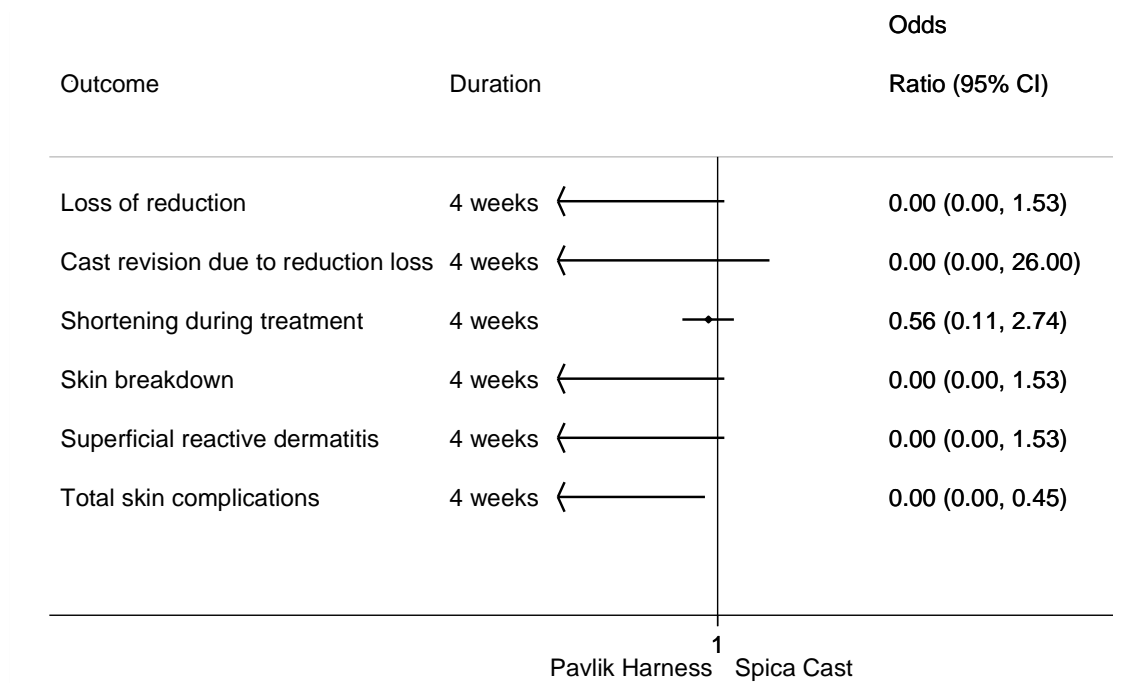 Odds
Outcome Duration Ratio (95% CI)
Loss of reduction 4 weeks 0.00 (0.00, 1.53)
Cast revision due to reduction loss 4 weeks 0.00 (0.00, 26.00)
Shortening during treatment 4 weeks 0.56 (0.11, 2.74)
Skin breakdown 4 weeks 0.00 (0.00, 1.53)
Superficial reactive dermatitis 4 weeks 0.00 (0.00, 1.53)
Total skin complications 4 weeks 0.00 (0.00, 0.45)
1
Pavlik Harness Spica Cast